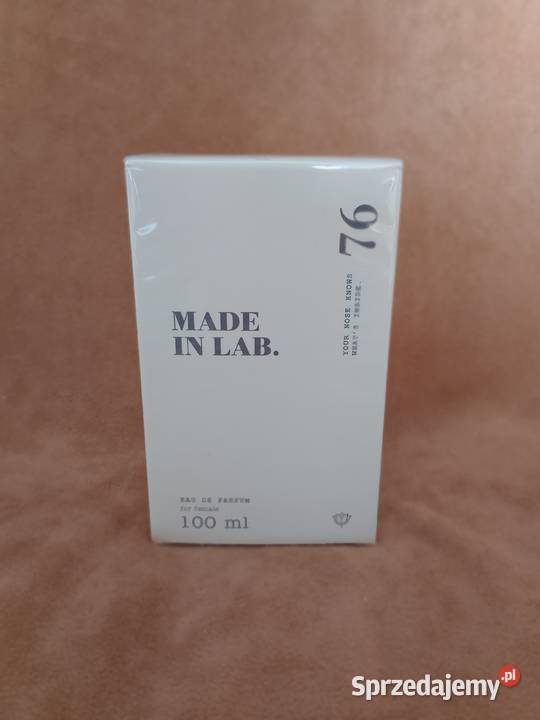 76
YOUR NOSE KNOWS
WHAT'S INSIDE.
MADE
IN LAB.
EAU DE PARFUM
for female
100 ml
Sprzedajemy.pl